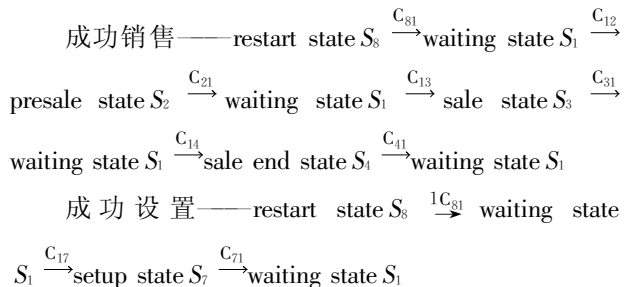 成功销售——restart state S₈ —C₈₁→ waiting state S₁ —C₁₂→
presale state S₂ —C₂₁→ waiting state S₁ —C₁₃→ sale state S₃ —C₃₁→
waiting state S₁ —C₁₄→ sale end state S₄ —C₄₁→ waiting state S₁
成功设置——restart state S₈ —1C₈₁→ waiting state
S₁ —C₁₇→ setup state S₇ —C₇₁→ waiting state S₁